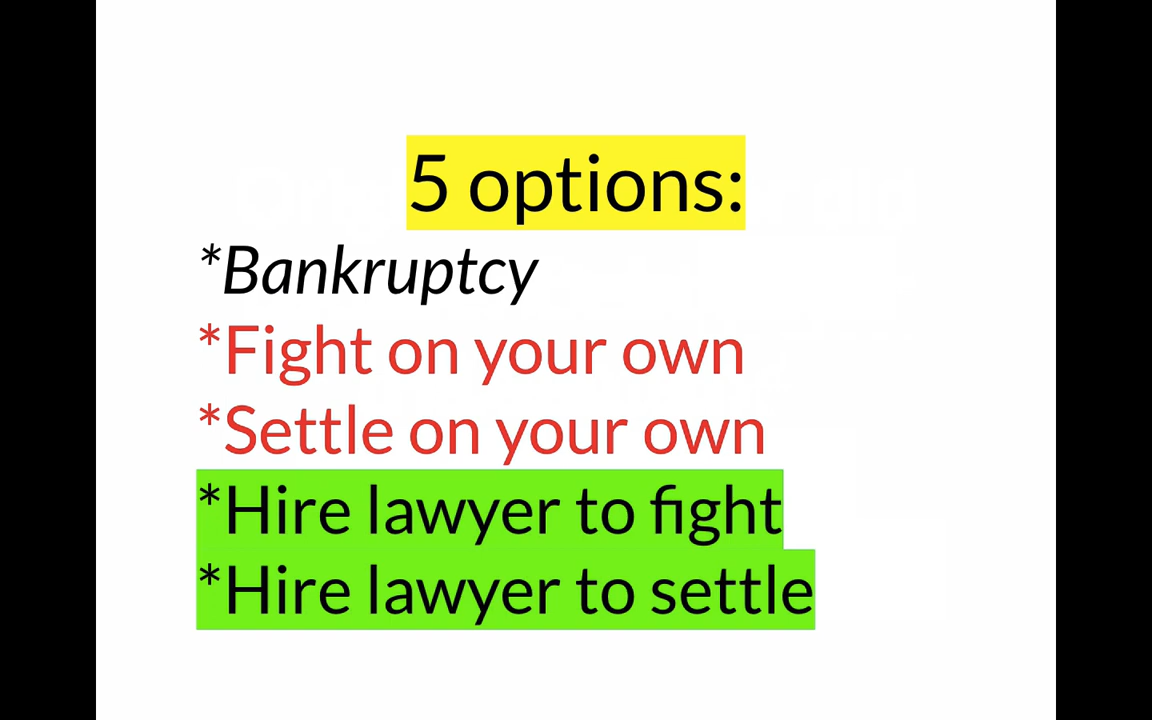 5 options:
*Bankruptcy
*Fight on your own
*Settle on your own
*Hire lawyer to fight
*Hire lawyer to settle